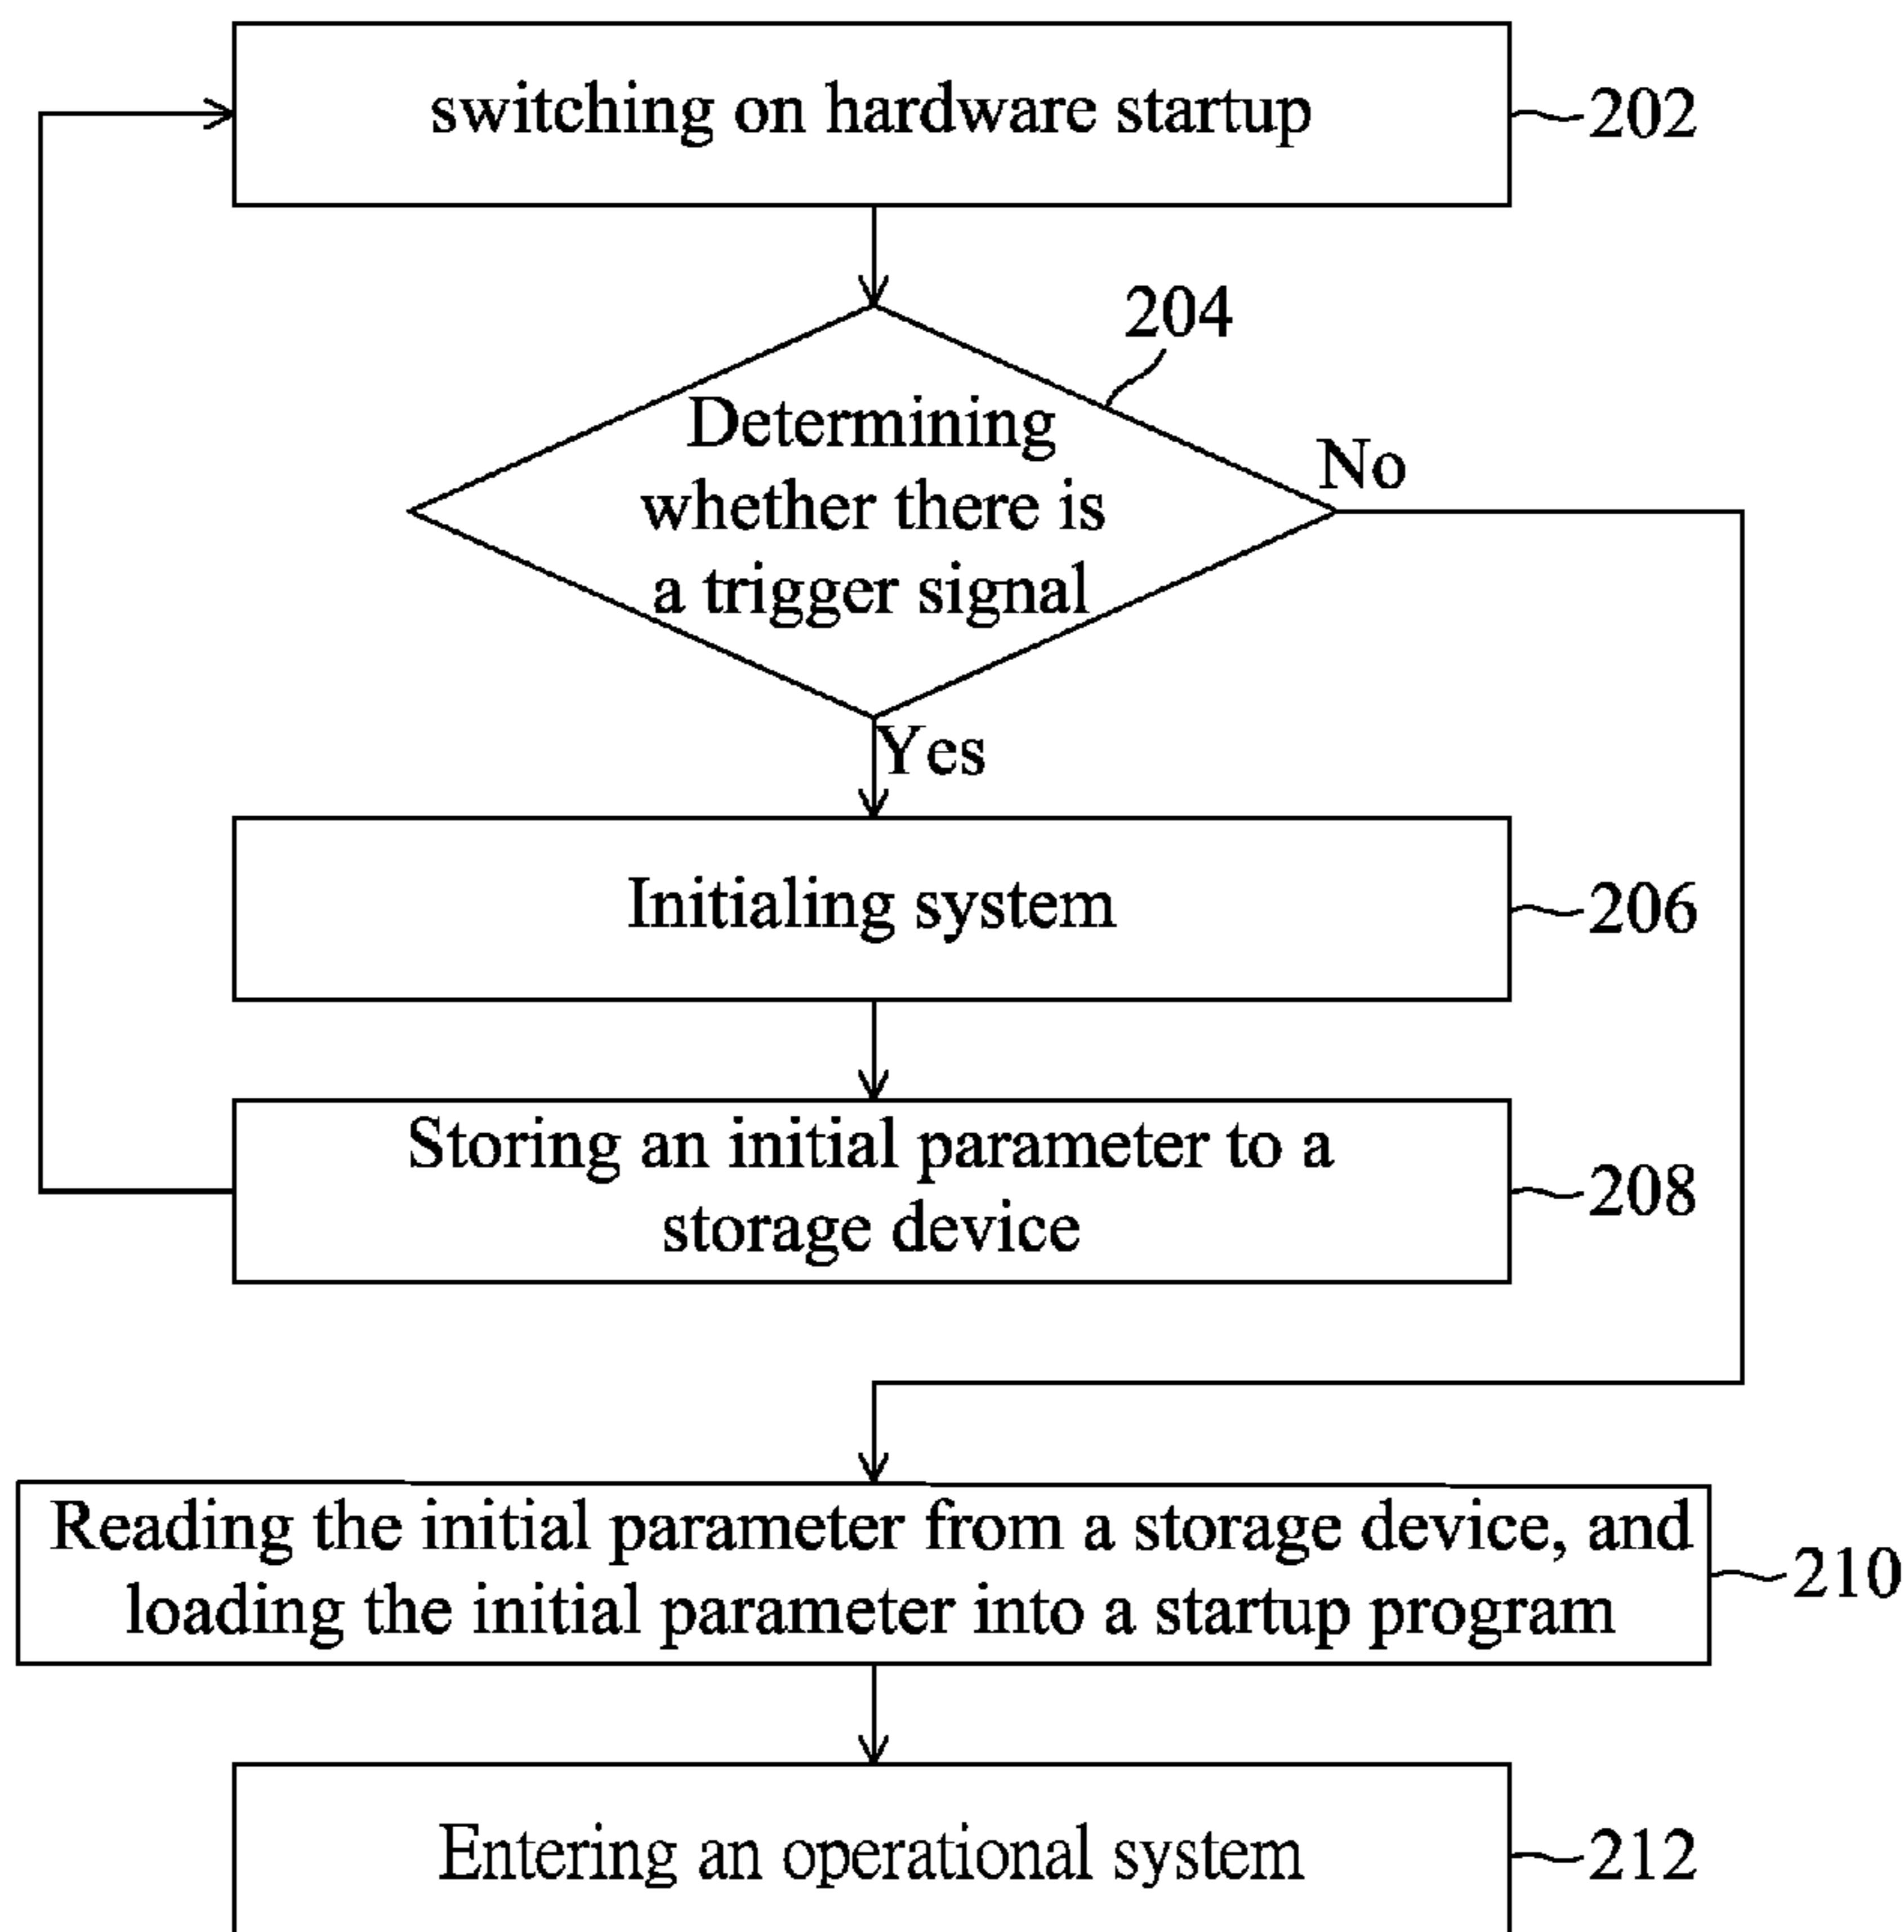 switching on hardware startup
202
204
Determining
whether there is
a trigger signal
No
Yes
Initialing system
206
Storing an initial parameter to a
storage device
208
Reading the initial parameter from a storage device, and
loading the initial parameter into a startup program
210
Entering an operational system
212